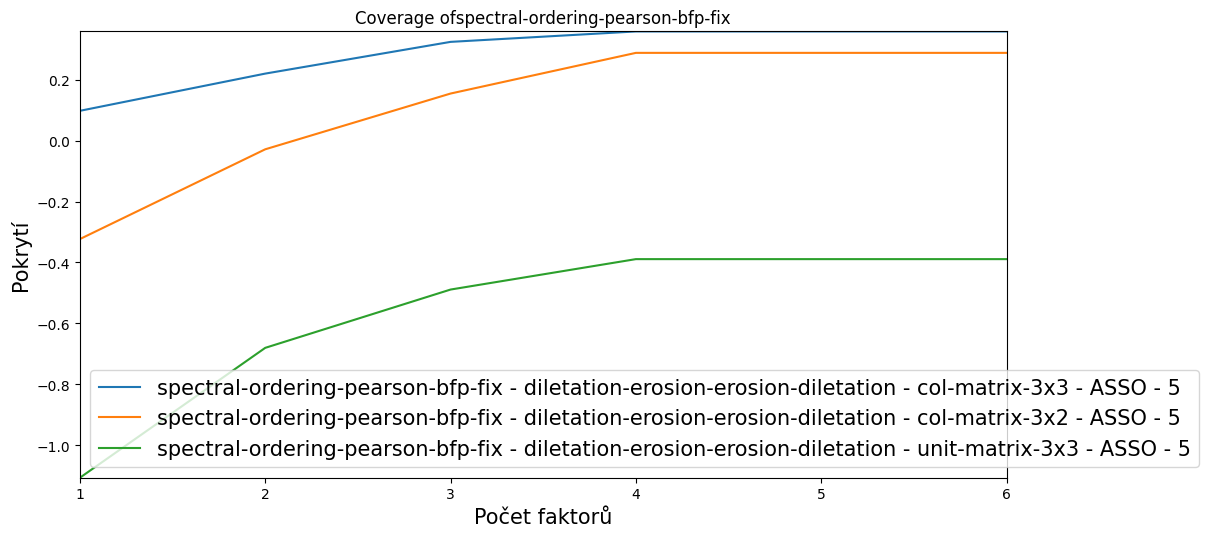 Coverage ofspectral-ordering-pearson-bfp-fix
0.2
0.0
−0.2
−0.4
−0.6
−0.8
−1.0
Pokrytí
spectral-ordering-pearson-bfp-fix - diletation-erosion-erosion-diletation - col-matrix-3x3 - ASSO - 5
spectral-ordering-pearson-bfp-fix - diletation-erosion-erosion-diletation - col-matrix-3x2 - ASSO - 5
spectral-ordering-pearson-bfp-fix - diletation-erosion-erosion-diletation - unit-matrix-3x3 - ASSO - 5
1 2 3 4 5 6
Počet faktorů